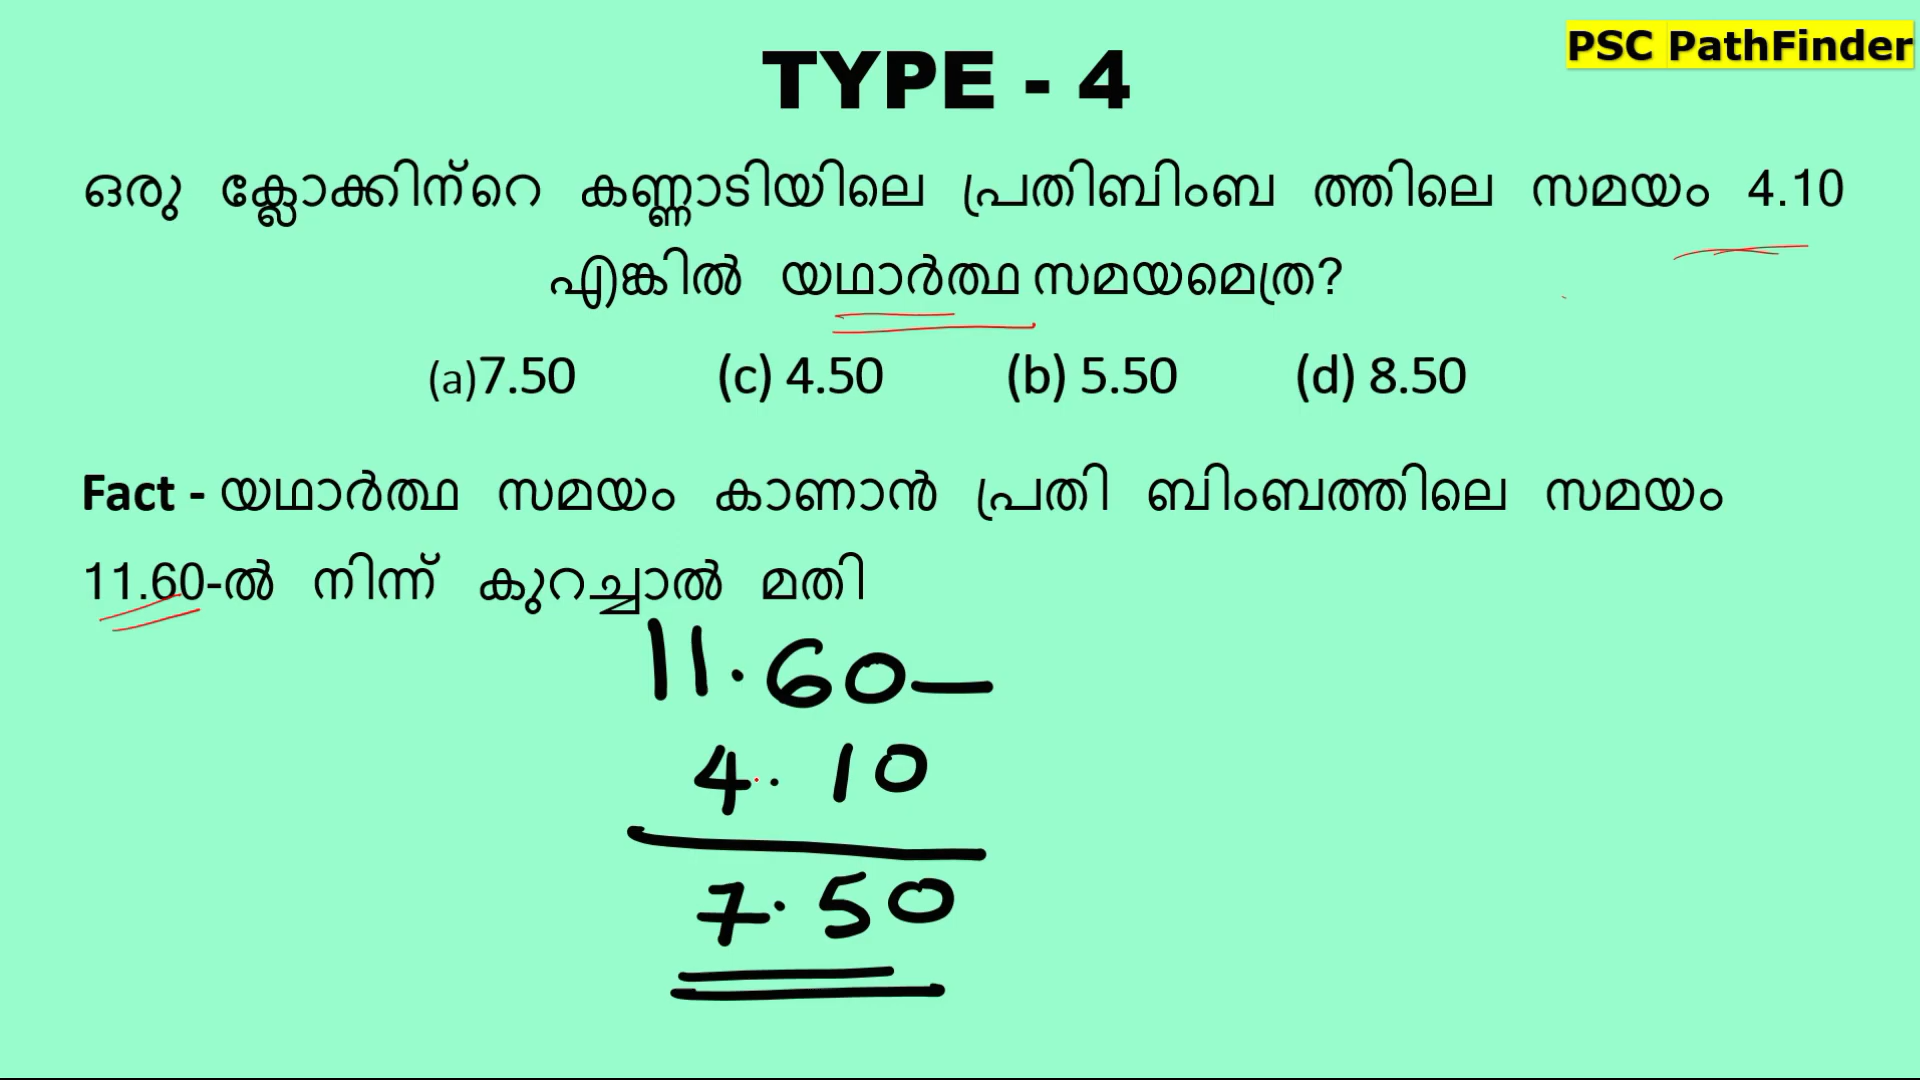 PSC PathFinder
TYPE - 4
ഒരു ക്ലോക്കിന്റെ കണ്ണാടിയിലെ പ്രതിബിംബ ത്തിലെ സമയം 4.10
എങ്കിൽ യഥാർത്ഥ സമയമെത്ര?
(a)7.50 (c) 4.50 (b) 5.50 (d) 8.50
Fact - യഥാർത്ഥ സമയം കാണാൻ പ്രതി ബിംബത്തിലെ സമയം
11.60-ൽ നിന്ന് കുറച്ചാൽ മതി
11.60 –
4.10
7.50